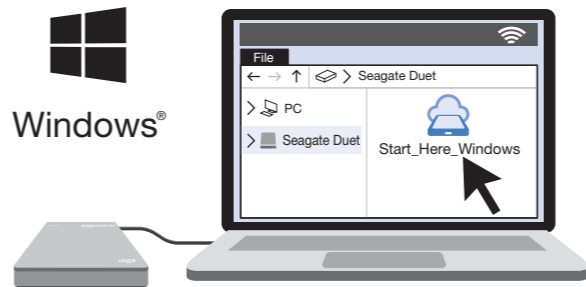 Windows®
File
Seagate Duet
PC
Seagate Duet
Start_Here_Windows